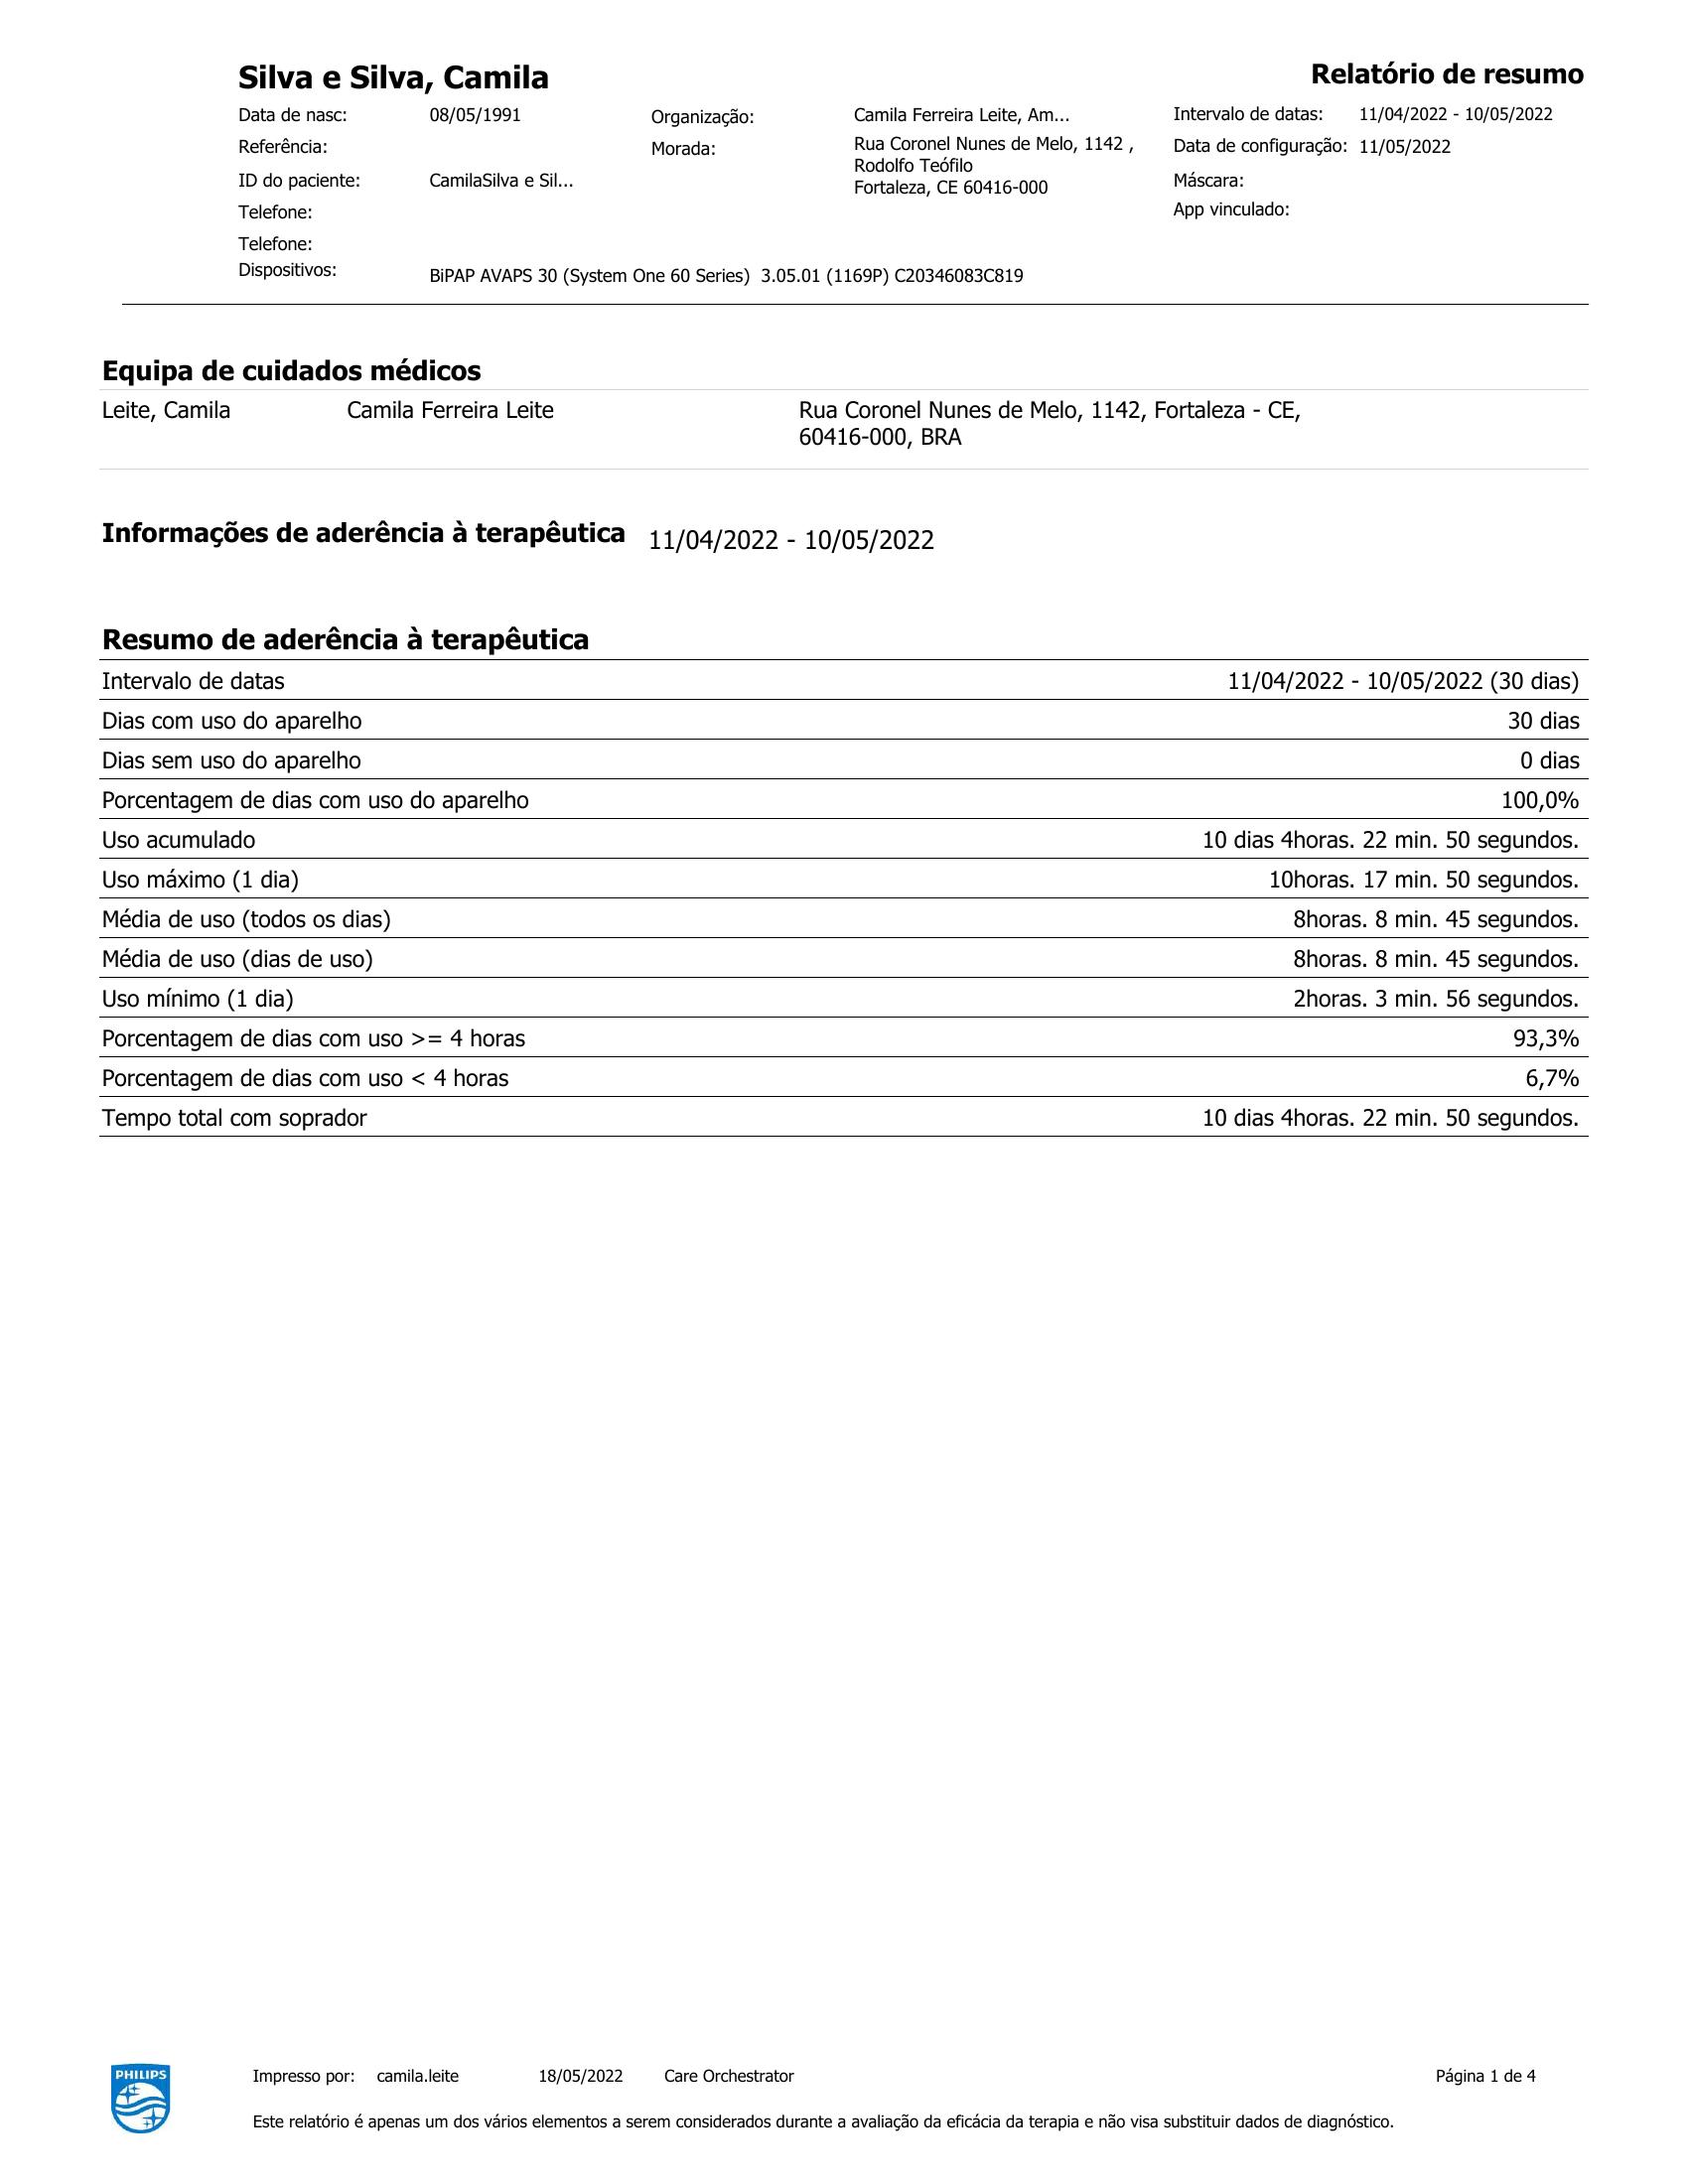 Silva e Silva, Camila
Relatório de resumo
Data de nasc: 08/05/1991
Referência:
ID do paciente: CamilaSilva e Sil...
Telefone:
Telefone:
Dispositivos: BiPAP AVAPS 30 (System One 60 Series) 3.05.01 (1169P) C20346083C819
Organização: Camila Ferreira Leite, Am...
Morada: Rua Coronel Nunes de Melo, 1142 ,
Rodolfo Teófilo
Fortaleza, CE 60416-000
Intervalo de datas: 11/04/2022 - 10/05/2022
Data de configuração: 11/05/2022
Máscara:
App vinculado:
Equipa de cuidados médicos
Leite, Camila Camila Ferreira Leite Rua Coronel Nunes de Melo, 1142, Fortaleza - CE,
60416-000, BRA
Informações de aderência à terapêutica 11/04/2022 - 10/05/2022
Resumo de aderência à terapêutica
Intervalo de datas 11/04/2022 - 10/05/2022 (30 dias)
Dias com uso do aparelho 30 dias
Dias sem uso do aparelho 0 dias
Porcentagem de dias com uso do aparelho 100,0%
Uso acumulado 10 dias 4horas. 22 min. 50 segundos.
Uso máximo (1 dia) 10horas. 17 min. 50 segundos.
Média de uso (todos os dias) 8horas. 8 min. 45 segundos.
Média de uso (dias de uso) 8horas. 8 min. 45 segundos.
Uso mínimo (1 dia) 2horas. 3 min. 56 segundos.
Porcentagem de dias com uso >= 4 horas 93,3%
Porcentagem de dias com uso < 4 horas 6,7%
Tempo total com soprador 10 dias 4horas. 22 min. 50 segundos.
PHILIPS
Impresso por: camila.leite 18/05/2022 Care Orchestrator Página 1 de 4
Este relatório é apenas um dos vários elementos a serem considerados durante a avaliação da eficácia da terapia e não visa substituir dados de diagnóstico.